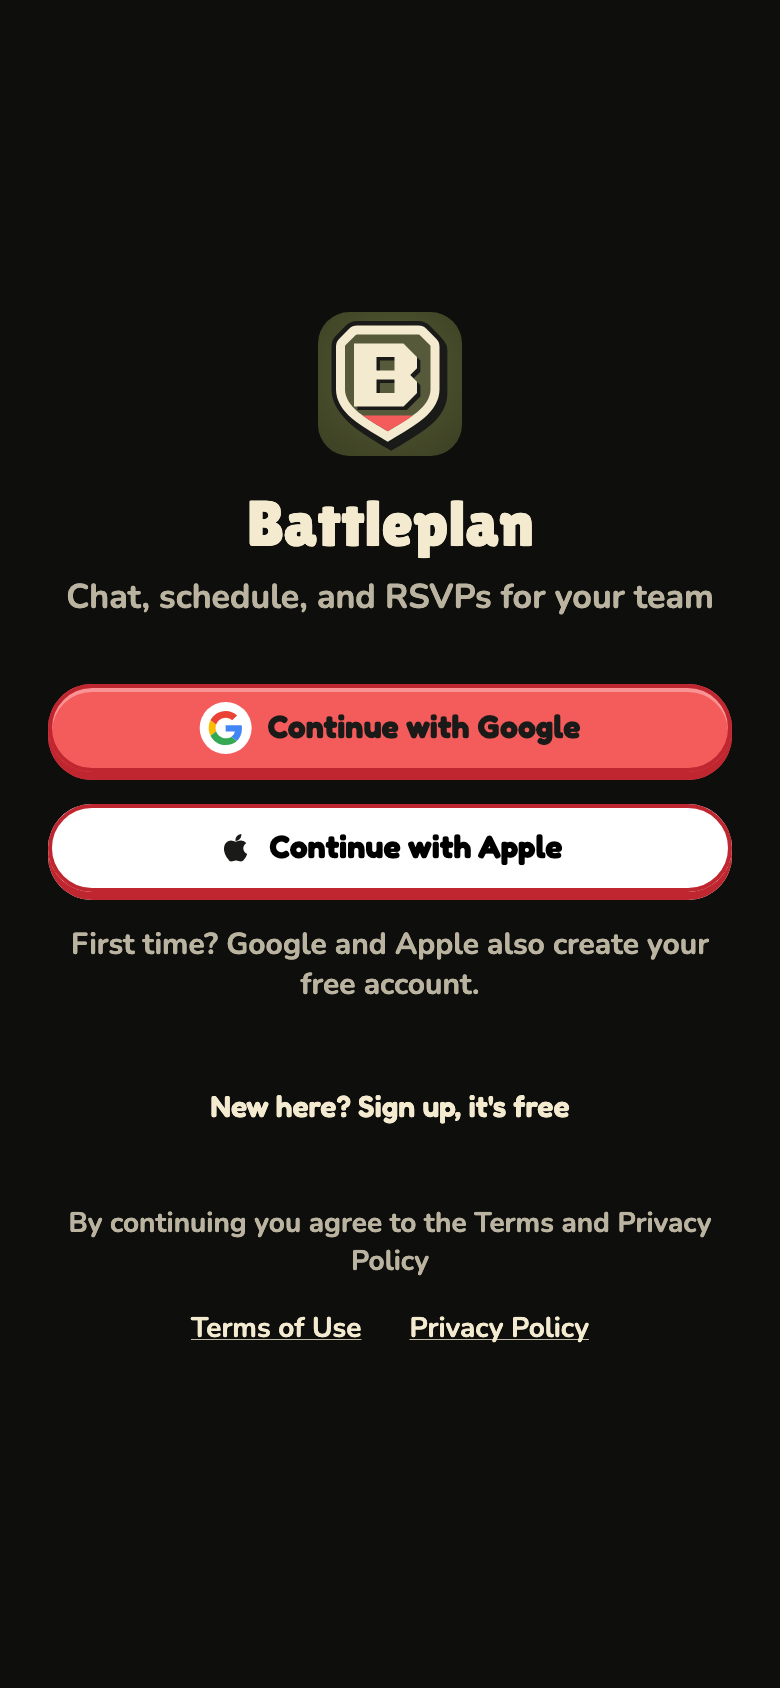 B
Battleplan
Chat, schedule, and RSVPs for your team
Continue with Google
Continue with Apple
First time? Google and Apple also create your
free account.
New here? Sign up, it's free
By continuing you agree to the Terms and Privacy
Policy
Terms of Use
Privacy Policy